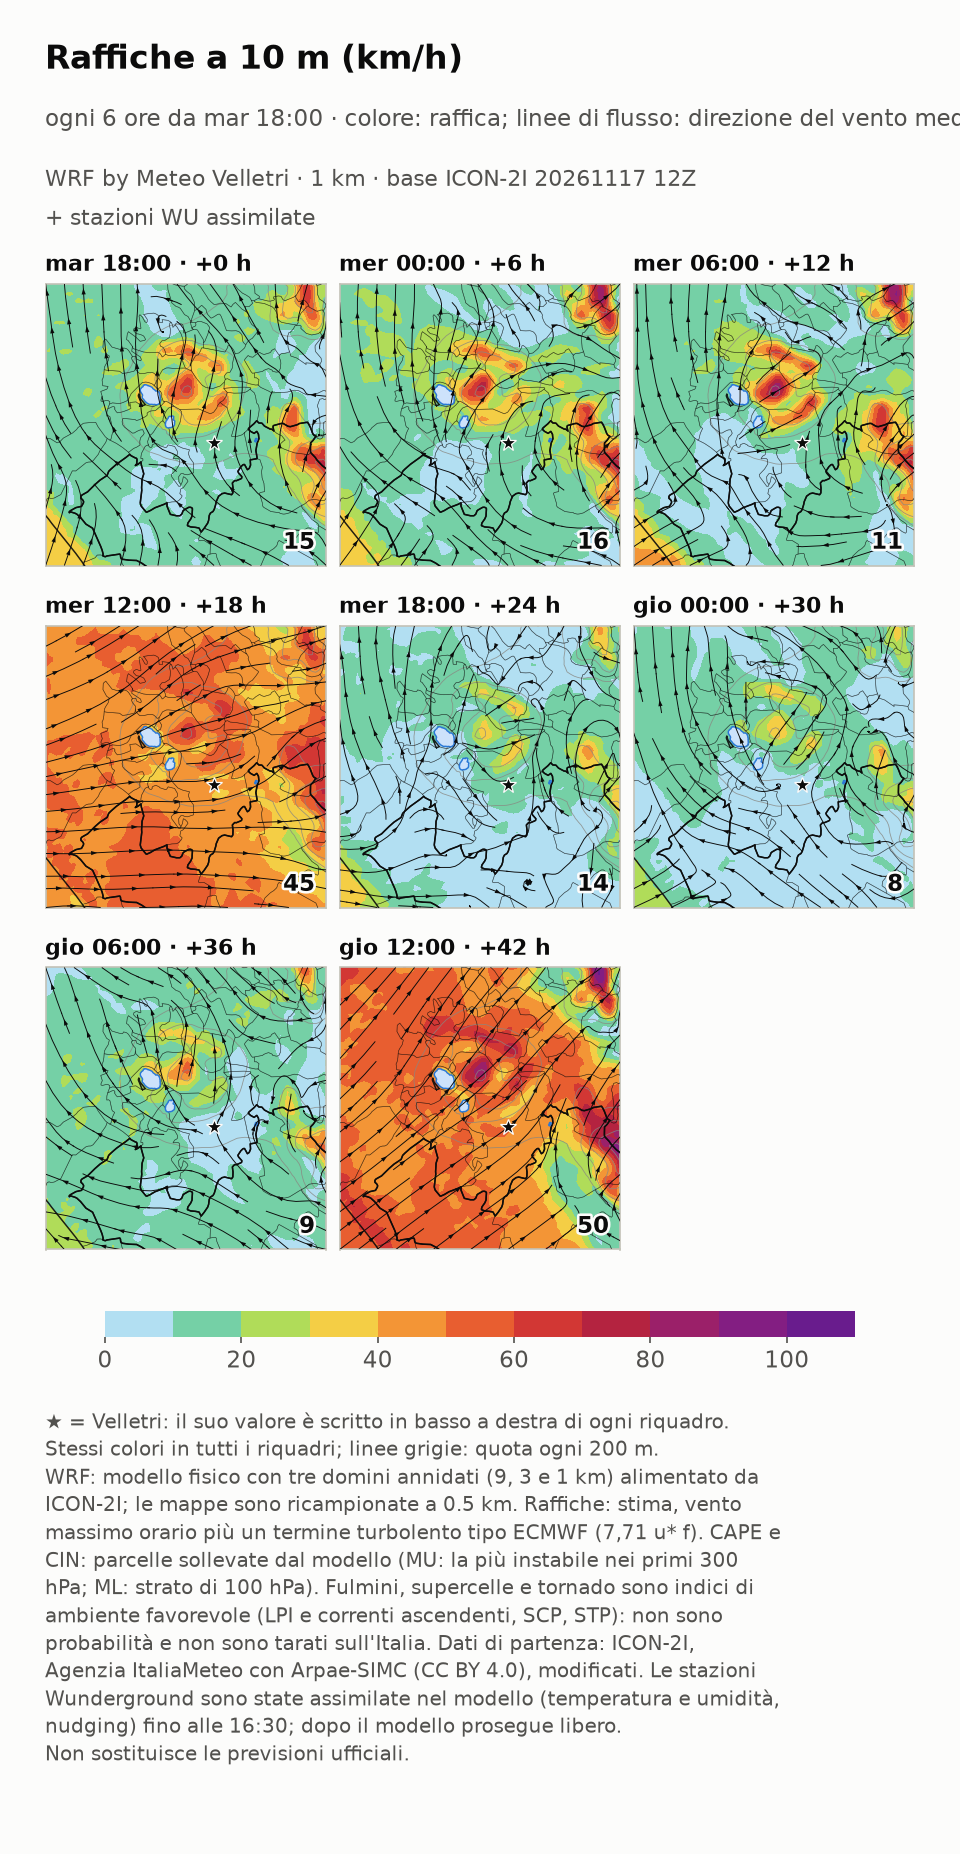 Raffiche a 10 m (km/h)
ogni 6 ore da mar 18:00 · colore: raffica; linee di flusso: direzione del vento med
WRF by Meteo Velletri · 1 km · base ICON-2I 20261117 12Z
+ stazioni WU assimilate
mar 18:00 · +0 h
mer 00:00 · +6 h
mer 06:00 · +12 h
15
16
11
mer 12:00 · +18 h
mer 18:00 · +24 h
gio 00:00 · +30 h
45
14
8
gio 06:00 · +36 h
gio 12:00 · +42 h
9
50
0 20 40 60 80 100
★ = Velletri: il suo valore è scritto in basso a destra di ogni riquadro.
Stessi colori in tutti i riquadri; linee grigie: quota ogni 200 m.
WRF: modello fisico con tre domini annidati (9, 3 e 1 km) alimentato da
ICON-2I; le mappe sono ricampionate a 0.5 km. Raffiche: stima, vento
massimo orario più un termine turbolento tipo ECMWF (7,71 u* f). CAPE e
CIN: parcelle sollevate dal modello (MU: la più instabile nei primi 300
hPa; ML: strato di 100 hPa). Fulmini, supercelle e tornado sono indici di
ambiente favorevole (LPI e correnti ascendenti, SCP, STP): non sono
probabilità e non sono tarati sull'Italia. Dati di partenza: ICON-2I,
Agenzia ItaliaMeteo con Arpae-SIMC (CC BY 4.0), modificati. Le stazioni
Wunderground sono state assimilate nel modello (temperatura e umidità,
nudging) fino alle 16:30; dopo il modello prosegue libero.
Non sostituisce le previsioni ufficiali.